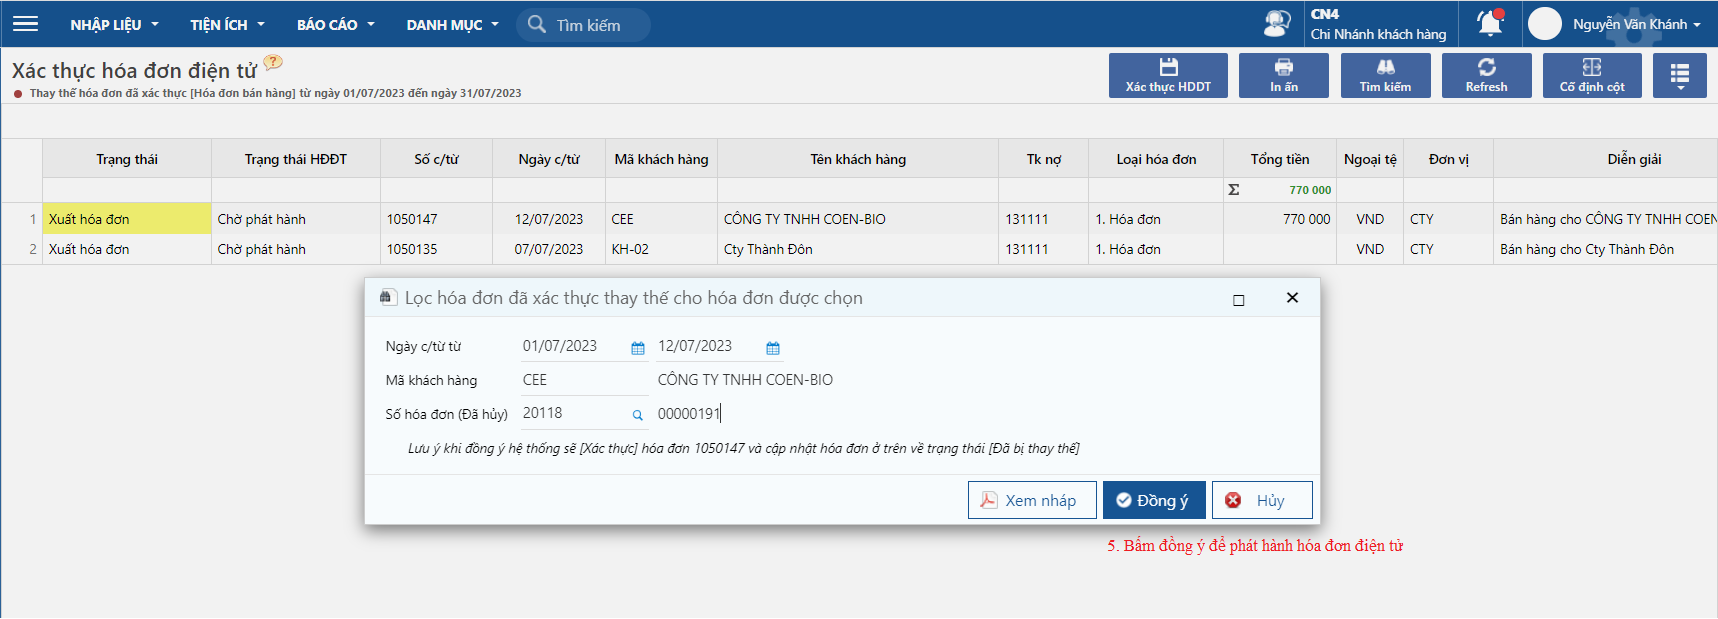 NHẬP LIỆU TIỆN ÍCH BÁO CÁO DANH MỤC Tìm kiếm CN4 Nguyễn Văn Khánh
Chi Nhánh khách hàng
Xác thực hóa đơn điện tử ?
Thay thế hóa đơn đã xác thực [Hóa đơn bán hàng] từ ngày 01/07/2023 đến ngày 31/07/2023
Xác thực HDDT In ấn Tìm kiếm Refresh Cố định cột
Trạng thái Trạng thái HĐĐT Số c/từ Ngày c/từ Mã khách hàng Tên khách hàng Tk nợ Loại hóa đơn Tổng tiền Ngoại tệ Đơn vị Diễn giải
Σ 770 000
1 Xuất hóa đơn Chờ phát hành 1050147 12/07/2023 CEE CÔNG TY TNHH COEN-BIO 131111 1. Hóa đơn 770 000 VND CTY Bán hàng cho CÔNG TY TNHH COEN
2 Xuất hóa đơn Chờ phát hành 1050135 07/07/2023 KH-02 Cty Thành Đôn 131111 1. Hóa đơn VND CTY Bán hàng cho Cty Thành Đôn
Lọc hóa đơn đã xác thực thay thế cho hóa đơn được chọn
Ngày c/từ từ 01/07/2023 12/07/2023
Mã khách hàng CEE CÔNG TY TNHH COEN-BIO
Số hóa đơn (Đã hủy) 20118 00000191
Lưu ý khi đồng ý hệ thống sẽ [Xác Thực] hóa đơn 1050147 và cập nhật hóa đơn ở trên về trạng thái [Đã bị thay thế]
Xem nháp Đồng ý Hủy
5. Bấm đồng ý để phát hành hóa đơn điện tử